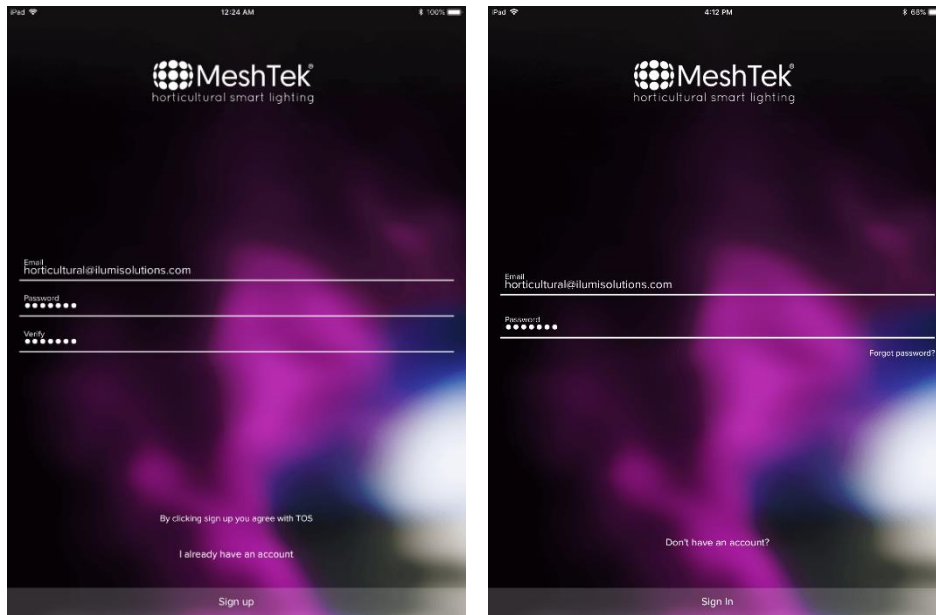 iPad 12:24 AM 100%
MeshTek®
horticultural smart lighting
Email
horticultural@ilumisolutions.com
Password
●●●●●●●
Verify
●●●●●●●
By clicking sign up you agree with TOS
I already have an account
Sign up
iPad 4:12 PM 68%
MeshTek®
horticultural smart lighting
Email
horticultural@ilumisolutions.com
Password
●●●●●●●
Forgot password?
Don't have an account?
Sign In